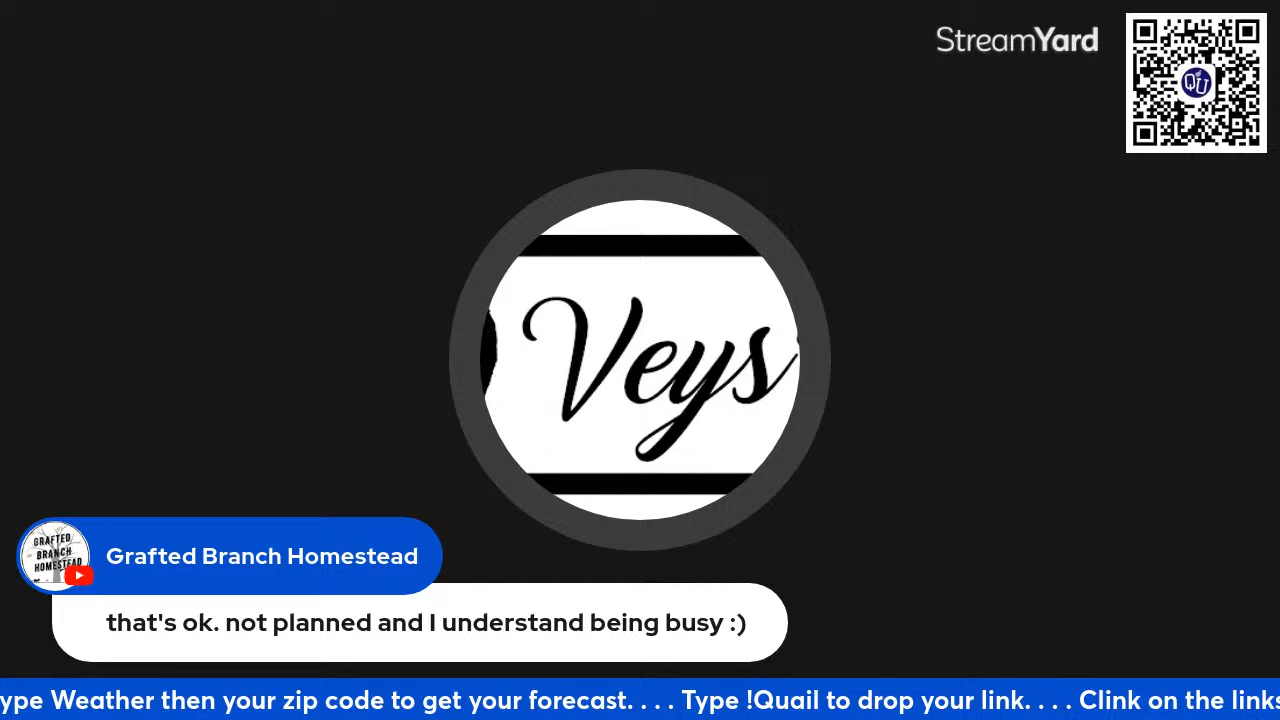 StreamYard
QU
Veys
GRAFTED
BRANCH
HOMESTEAD
Grafted Branch Homestead
that's ok. not planned and I understand being busy :)
ype Weather then your zip code to get your forecast. . . . Type !Quail to drop your link. . . . Clink on the links